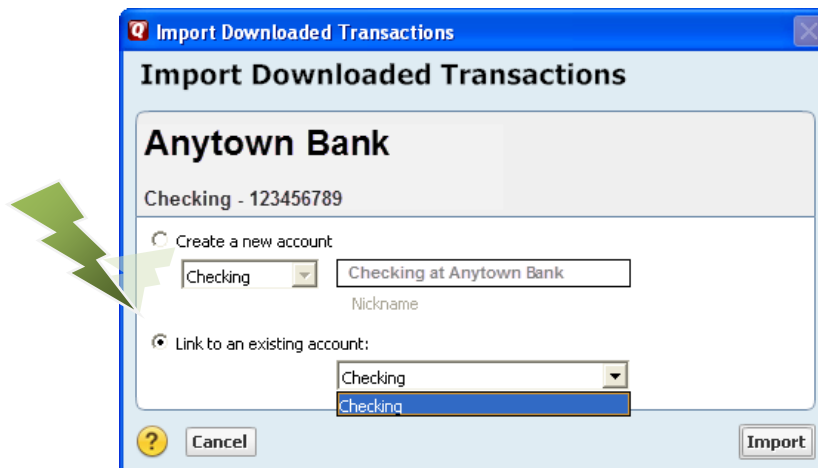 Import Downloaded Transactions
Import Downloaded Transactions
Anytown Bank
Checking - 123456789
Create a new account
Checking Checking at Anytown Bank
Nickname
Link to an existing account:
Checking
Checking
? Cancel Import